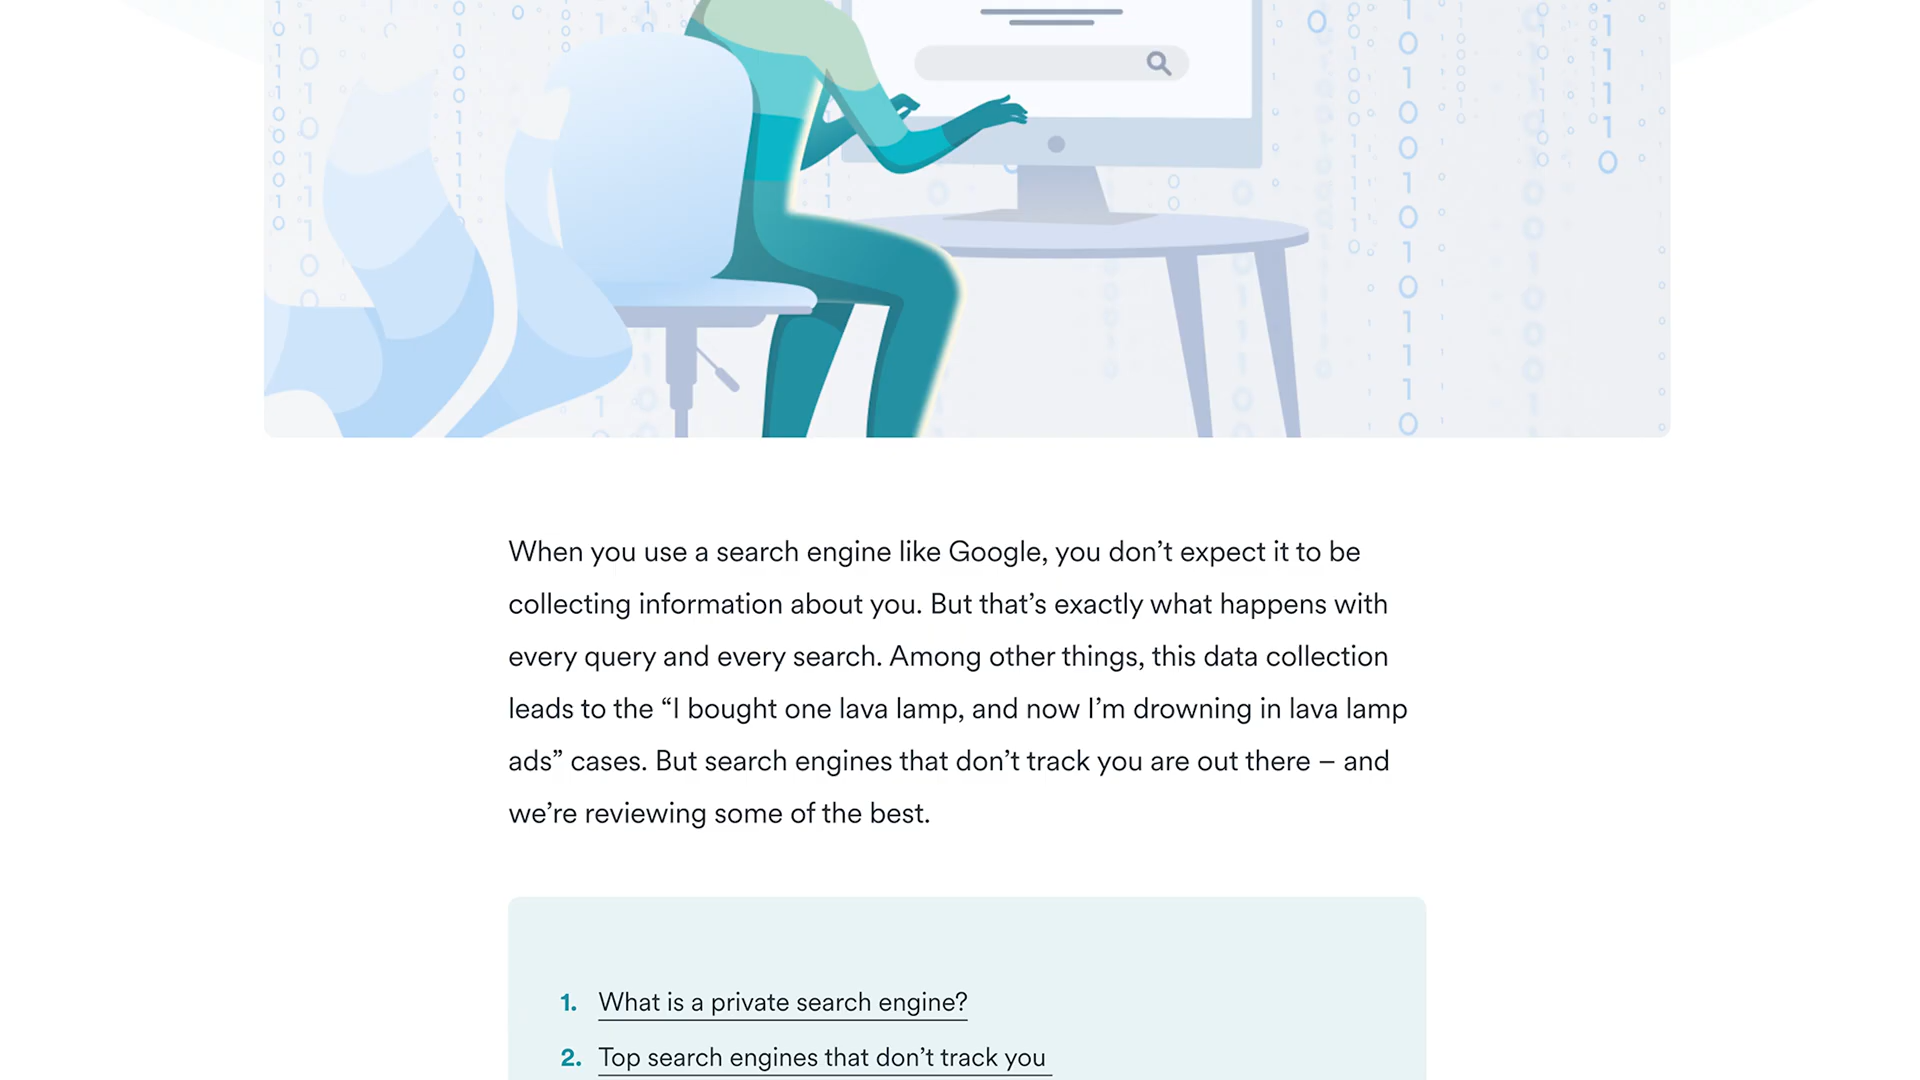 When you use a search engine like Google, you don’t expect it to be
collecting information about you. But that’s exactly what happens with
every query and every search. Among other things, this data collection
leads to the “I bought one lava lamp, and now I’m drowning in lava lamp
ads” cases. But search engines that don’t track you are out there – and
we’re reviewing some of the best.
1. What is a private search engine?
2. Top search engines that don’t track you